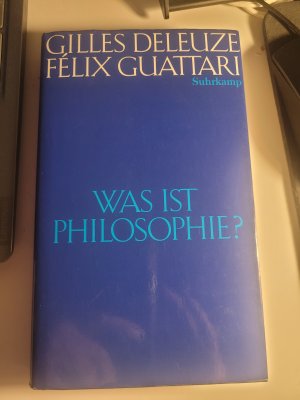 GILLES DELEUZE
FÉLIX GUATTARI
Suhrkamp
WAS IST
PHILOSOPHIE?